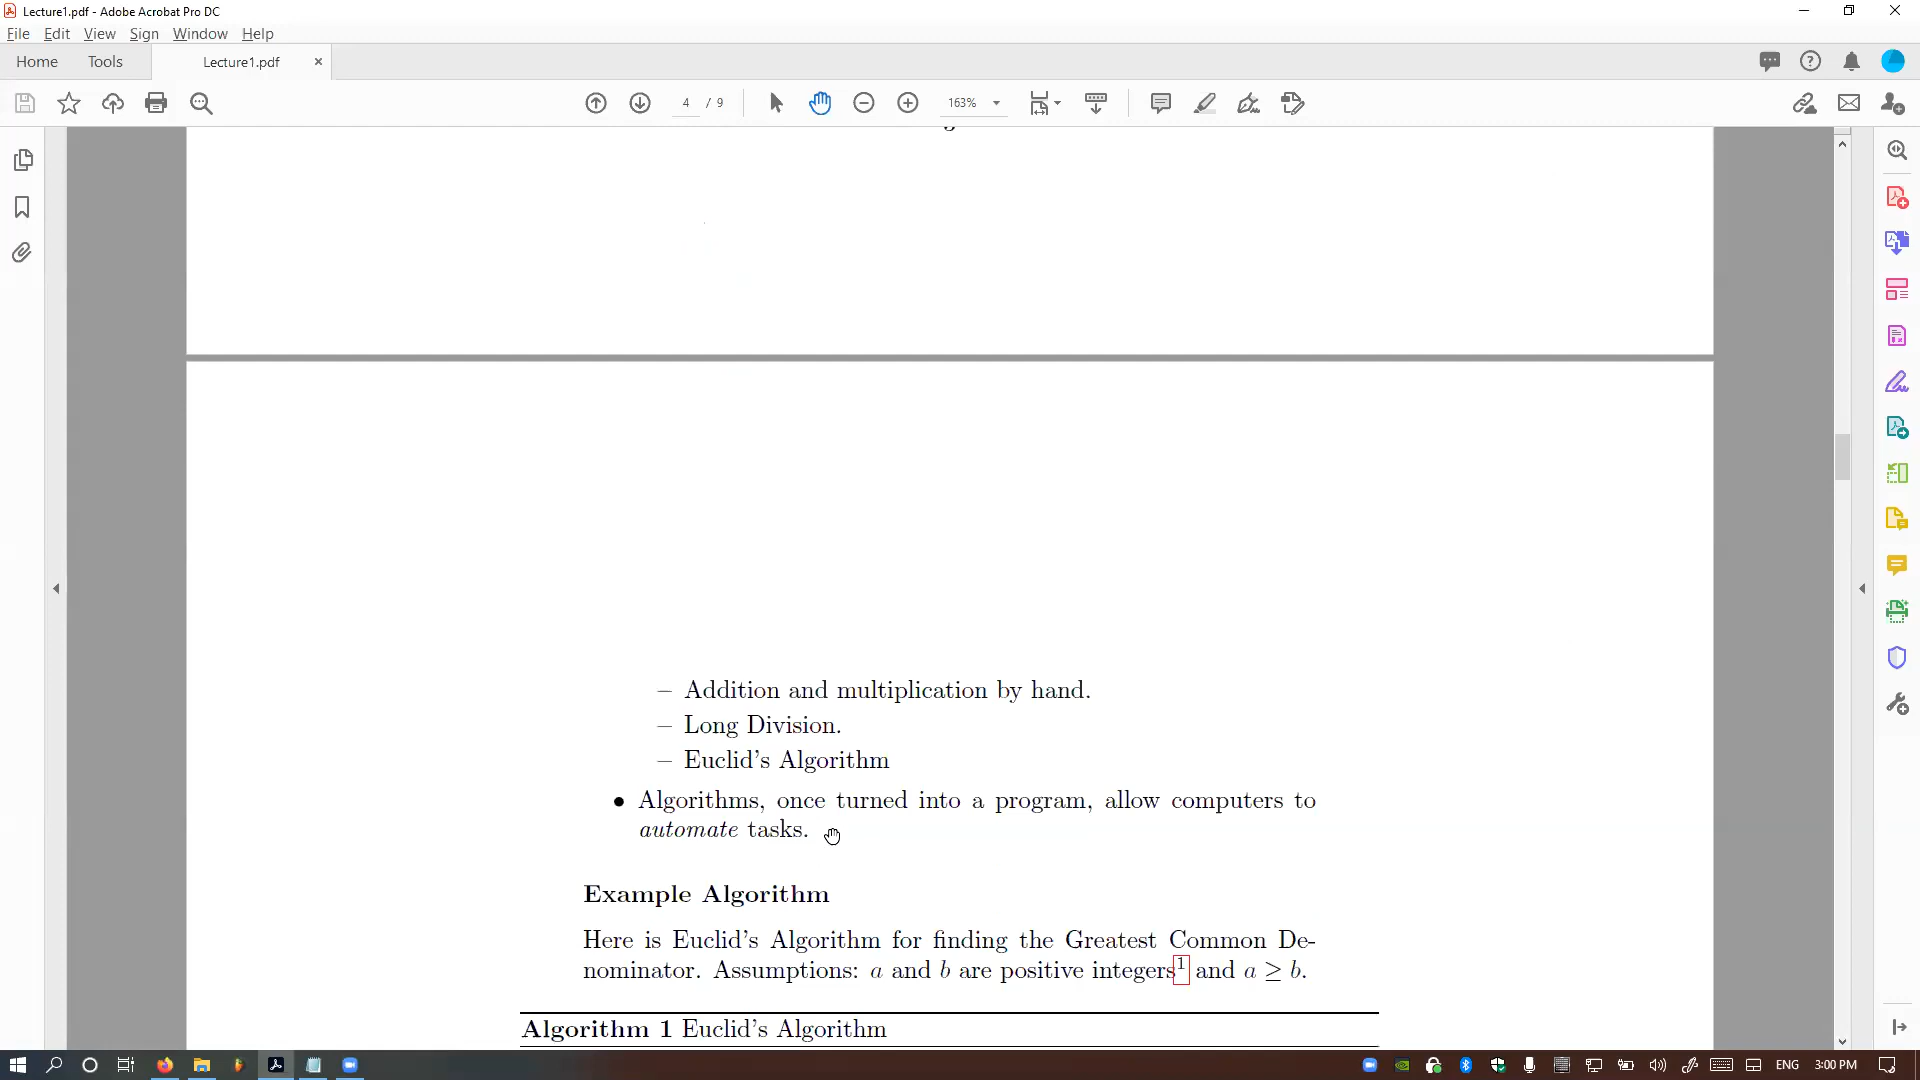 Lecture1.pdf - Adobe Acrobat Pro DC
File Edit View Sign Window Help
Home Tools Lecture1.pdf ×
4 / 9 163%
– Addition and multiplication by hand.
– Long Division.
– Euclid's Algorithm
• Algorithms, once turned into a program, allow computers to
automate tasks.
Example Algorithm
Here is Euclid's Algorithm for finding the Greatest Common De-
nominator. Assumptions: a and b are positive integers¹ and a ≥ b.
Algorithm 1 Euclid's Algorithm
ENG 3:00 PM